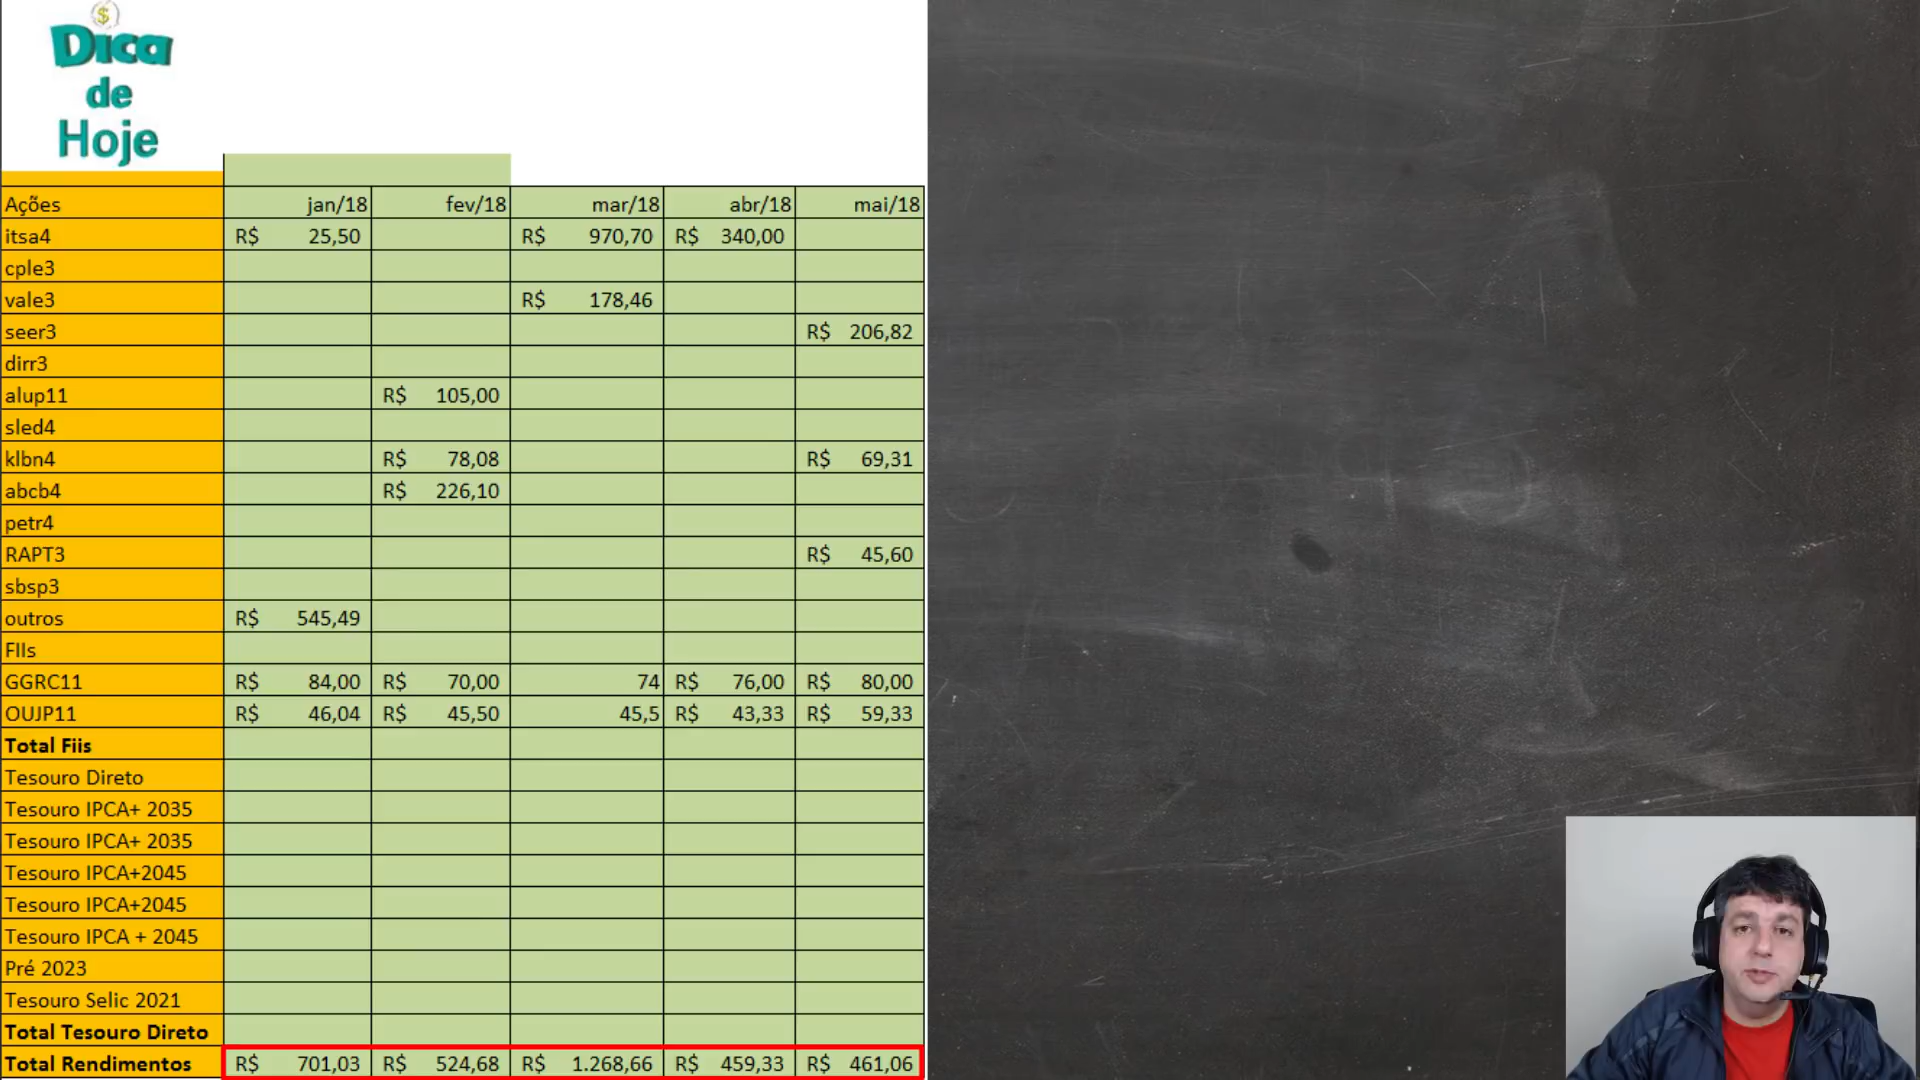 Dica
de
Hoje
Ações jan/18 fev/18 mar/18 abr/18 mai/18
itsa4 R$ 25,50 R$ 970,70 R$ 340,00
cple3
vale3 R$ 178,46
seer3 R$ 206,82
dirr3
alup11 R$ 105,00
sled4
klbn4 R$ 78,08 R$ 69,31
abcb4 R$ 226,10
petr4
RAPT3 R$ 45,60
sbsp3
outros R$ 545,49
FIIs
GGRC11 R$ 84,00 R$ 70,00 74 R$ 76,00 R$ 80,00
OUJP11 R$ 46,04 R$ 45,50 45,5 R$ 43,33 R$ 59,33
Total Fiis
Tesouro Direto
Tesouro IPCA+ 2035
Tesouro IPCA+ 2035
Tesouro IPCA+2045
Tesouro IPCA+2045
Tesouro IPCA + 2045
Pré 2023
Tesouro Selic 2021
Total Tesouro Direto
Total Rendimentos R$ 701,03 R$ 524,68 R$ 1.268,66 R$ 459,33 R$ 461,06